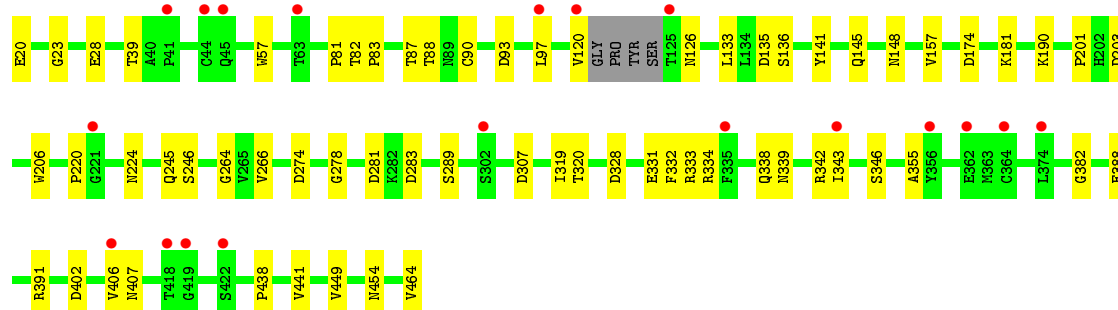 E20 G23 E28 T39 A40 P41 C44 Q45 T63 W57 P81 T82 P83 T87 T88 N89 C90 D93 L97 V120 GLY PRO TYR SER T125 N126 L133 L134 D135 S136 Y141 Q145 N148 V157 D174 K181 K190 P201 H202
W206 P220 G221 N224 Q245 S246 G264 V265 V266 D274 G278 D281 K282 D283 S289 S302 D307 I319 T320 D328 E331 F332 R333 R334 F335 Q338 N339 R342 I343 S346 A355 Y356 E362 M363 C364 L374 G382
R391 D402 V406 N407 T418 G419 S422 P438 V441 V449 N454 V464